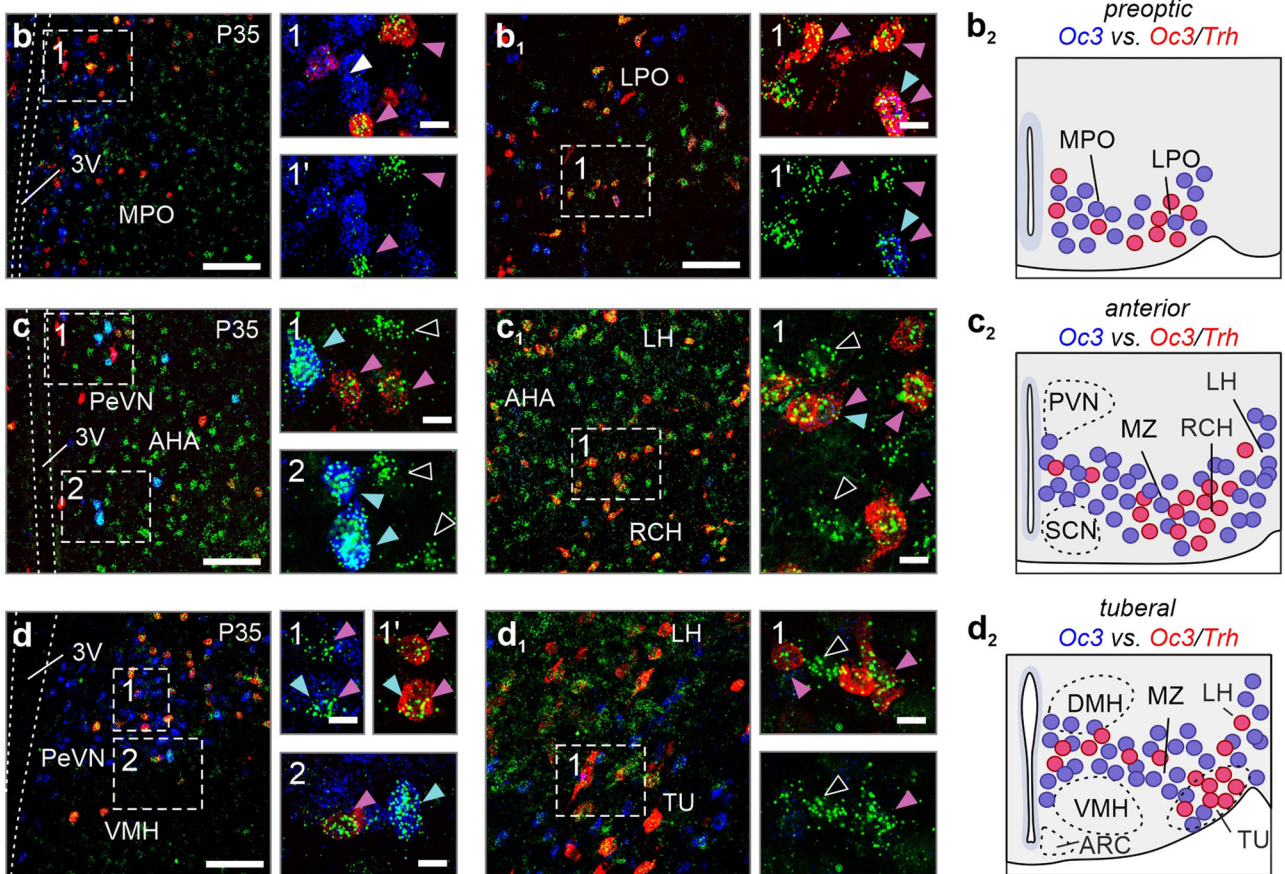 b
1
P35
3V
MPO
1
1'
b1
LPO
1
1
1'
b2
preoptic
Oc3 vs. Oc3/Trh
MPO
LPO
c
1
P35
PeVN
3V
AHA
2
1
2
c1
LH
AHA
1
RCH
1
c2
anterior
Oc3 vs. Oc3/Trh
PVN
MZ
RCH
LH
SCN
d
P35
3V
1
PeVN
2
VMH
1
1'
2
d1
LH
1
TU
1
d2
tuberal
Oc3 vs. Oc3/Trh
DMH
MZ
LH
VMH
ARC
TU